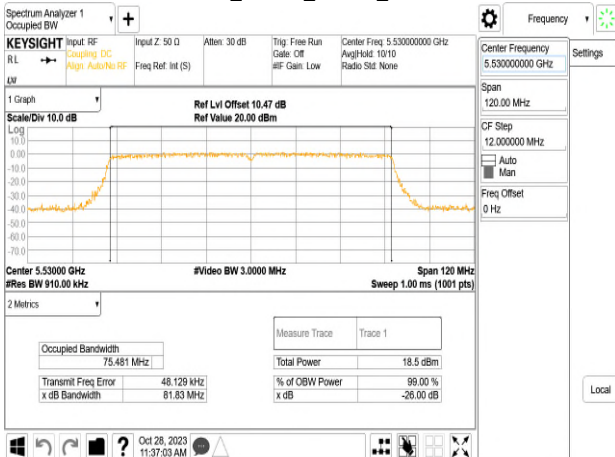 Spectrum Analyzer 1
Occupied BW
+
Frequency
KEYSIGHT
RL
Input: RF
Coupling: DC
Align: Auto/No RF
Input Z: 50 Ω
Freq Ref: Int (S)
Atten: 30 dB
Trig: Free Run
Gate: Off
#IF Gain: Low
Center Freq: 5.530000000 GHz
Avg|Hold: 10/10
Radio Std: None
Center Frequency
5.530000000 GHz
Settings
Span
120.00 MHz
CF Step
12.000000 MHz
Auto
Man
Freq Offset
0 Hz
Local
1 Graph
Scale/Div 10.0 dB
Ref Lvl Offset 10.47 dB
Ref Value 20.00 dBm
Log
10.0
0.00
-10.0
-20.0
-30.0
-40.0
-50.0
-60.0
-70.0
Center 5.53000 GHz
#Video BW 3.0000 MHz
Span 120 MHz
#Res BW 910.00 kHz
Sweep 1.00 ms (1001 pts)
2 Metrics
Measure Trace
Trace 1
Occupied Bandwidth
75.481 MHz
Total Power
18.5 dBm
Transmit Freq Error
48.129 kHz
% of OBW Power
99.00 %
x dB Bandwidth
81.83 MHz
x dB
-26.00 dB
?
Oct 28, 2023
11:37:03 AM